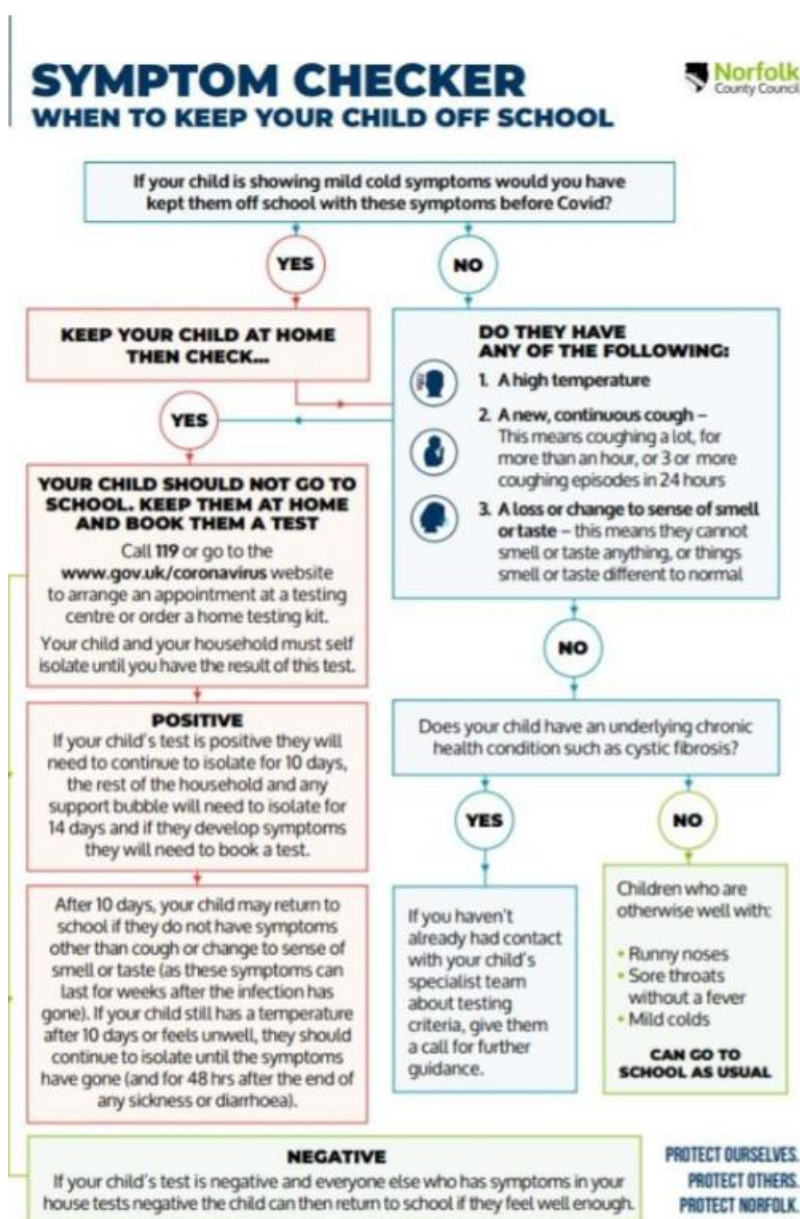 SYMPTOM CHECKER
WHEN TO KEEP YOUR CHILD OFF SCHOOL
Norfolk
County Council
If your child is showing mild cold symptoms would you have
kept them off school with these symptoms before Covid?
YES
NO
KEEP YOUR CHILD AT HOME
THEN CHECK...
DO THEY HAVE
ANY OF THE FOLLOWING:
1. A high temperature
2. A new, continuous cough –
This means coughing a lot, for
more than an hour, or 3 or more
coughing episodes in 24 hours
3. A loss or change to sense of smell
or taste – this means they cannot
smell or taste anything, or things
smell or taste different to normal
YES
YOUR CHILD SHOULD NOT GO TO
SCHOOL. KEEP THEM AT HOME
AND BOOK THEM A TEST
Call 119 or go to the
www.gov.uk/coronavirus website
to arrange an appointment at a testing
centre or order a home testing kit.
Your child and your household must self
isolate until you have the result of this test.
NO
POSITIVE
If your child's test is positive they will
need to continue to isolate for 10 days,
the rest of the household and any
support bubble will need to isolate for
14 days and if they develop symptoms
they will need to book a test.
Does your child have an underlying chronic
health condition such as cystic fibrosis?
YES
NO
After 10 days, your child may return to
school if they do not have symptoms
other than cough or change to sense of
smell or taste (as these symptoms can
last for weeks after the infection has
gone). If your child still has a temperature
after 10 days or feels unwell, they should
continue to isolate until the symptoms
have gone (and for 48 hrs after the end of
any sickness or diarrhoea).
If you haven't
already had contact
with your child's
specialist team
about testing
criteria, give them
a call for further
guidance.
Children who are
otherwise well with:
• Runny noses
• Sore throats
without a fever
• Mild colds
CAN GO TO
SCHOOL AS USUAL
NEGATIVE
If your child's test is negative and everyone else who has symptoms in your
house tests negative the child can then return to school if they feel well enough.
PROTECT OURSELVES.
PROTECT OTHERS.
PROTECT NORFOLK.